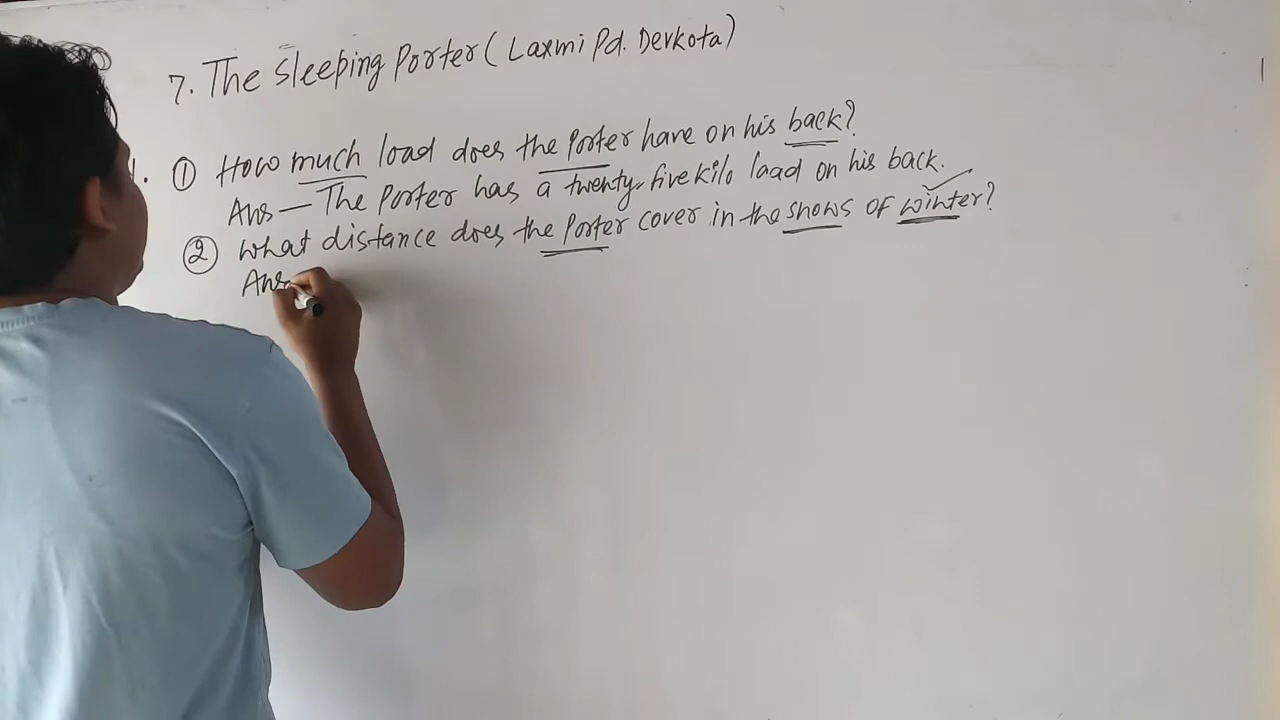 7. The Sleeping Porter (Laxmi Pd. Devkota)
1. ① How much load does the Porter have on his back?
Ans — The Porter has a twenty-five kilo load on his back.
② What distance does the Porter cover in the snows of winter?
Ans